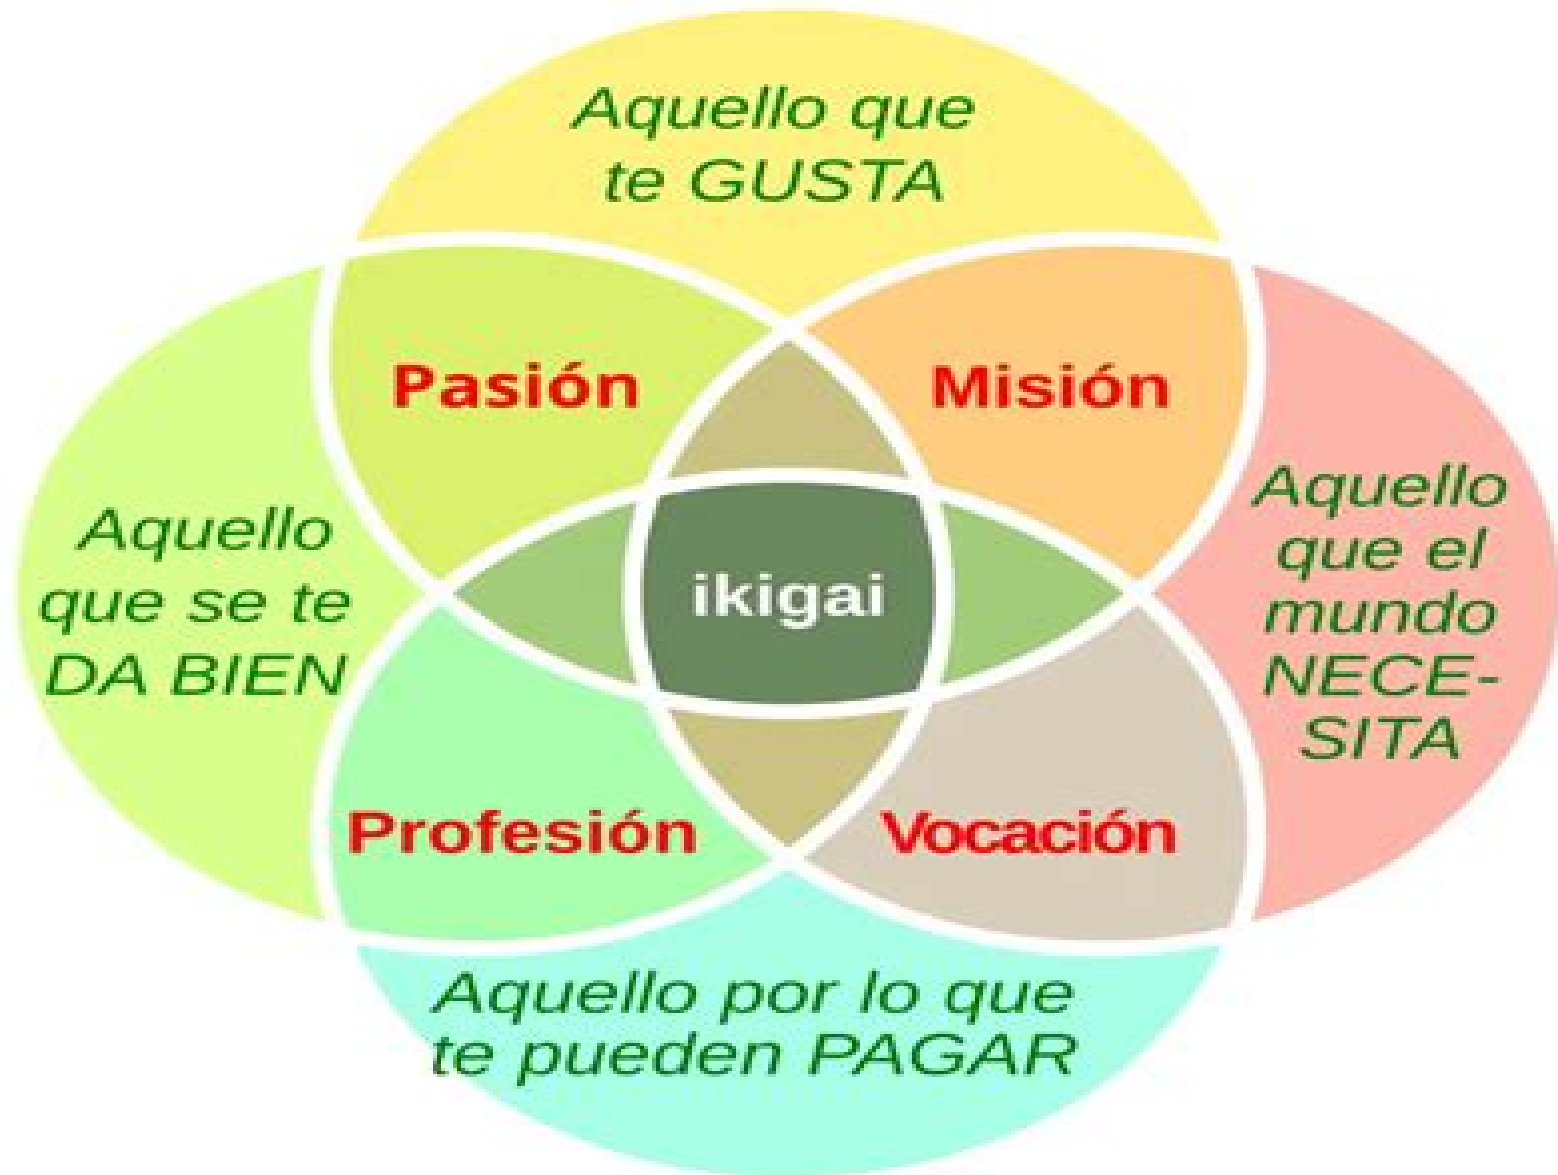 Aquello que
te GUSTA
Pasión
Misión
Aquello
que se te
DA BIEN
ikigai
Aquello
que el
mundo
NECE-
SITA
Profesión
Vocación
Aquello por lo que
te pueden PAGAR